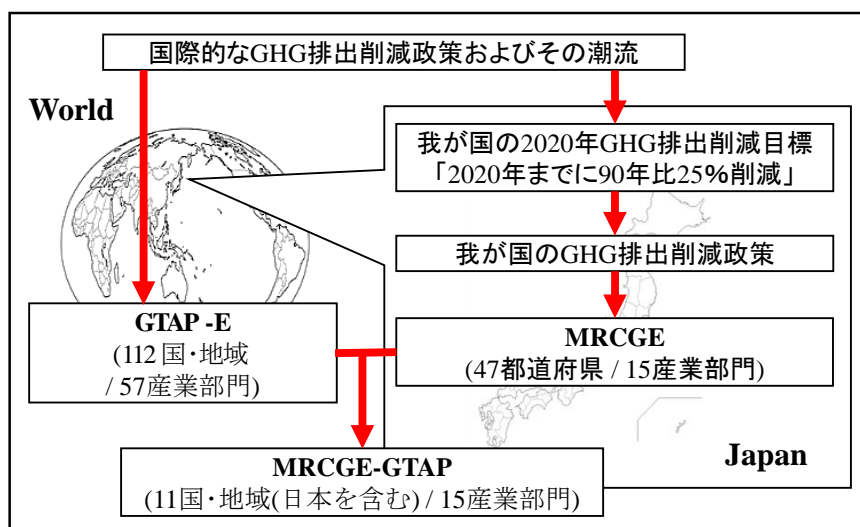 国際的なGHG排出削減政策およびその潮流
World
我が国の2020年GHG排出削減目標
「2020年までに90年比25%削減」
我が国のGHG排出削減政策
GTAP -E
(112 国・地域
/ 57産業部門)
MRCGE
(47都道府県 / 15産業部門)
MRCGE-GTAP
(11国・地域(日本を含む) / 15産業部門)
Japan